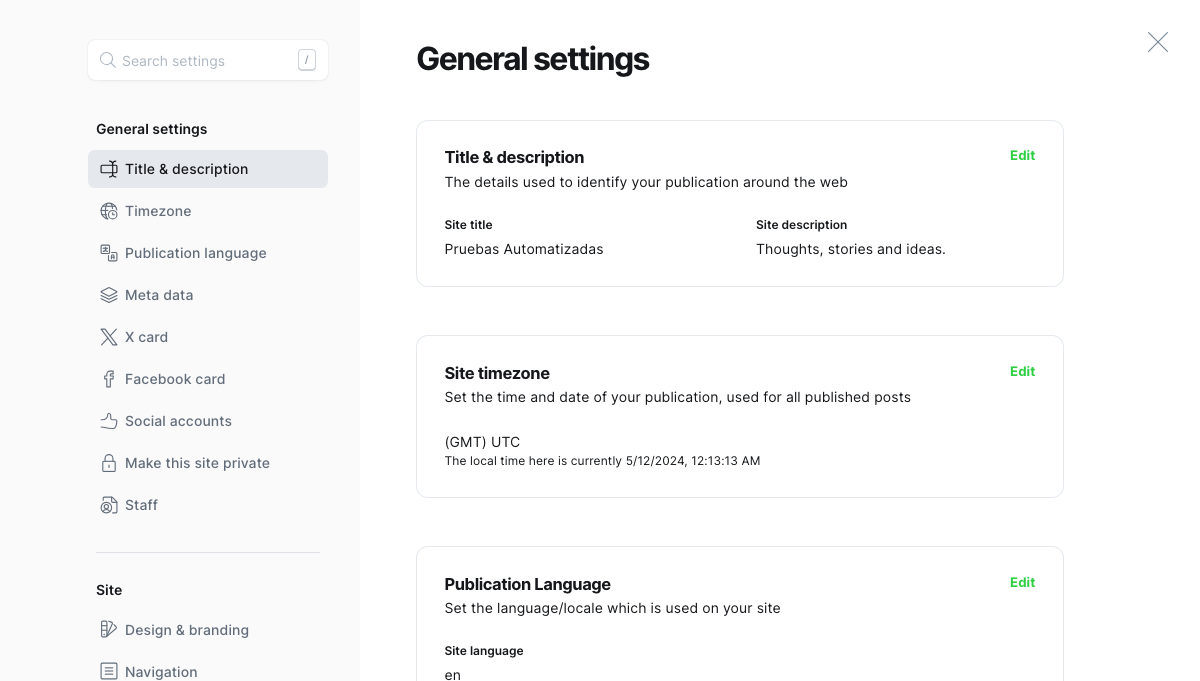 Search settings
/
General settings
Title & description
Timezone
Publication language
Meta data
X card
Facebook card
Social accounts
Make this site private
Staff
Site
Design & branding
Navigation
General settings
Title & description
Edit
The details used to identify your publication around the web
Site title
Pruebas Automatizadas
Site description
Thoughts, stories and ideas.
Site timezone
Edit
Set the time and date of your publication, used for all published posts
(GMT) UTC
The local time here is currently 5/12/2024, 12:13:13 AM
Publication Language
Edit
Set the language/locale which is used on your site
Site language
en